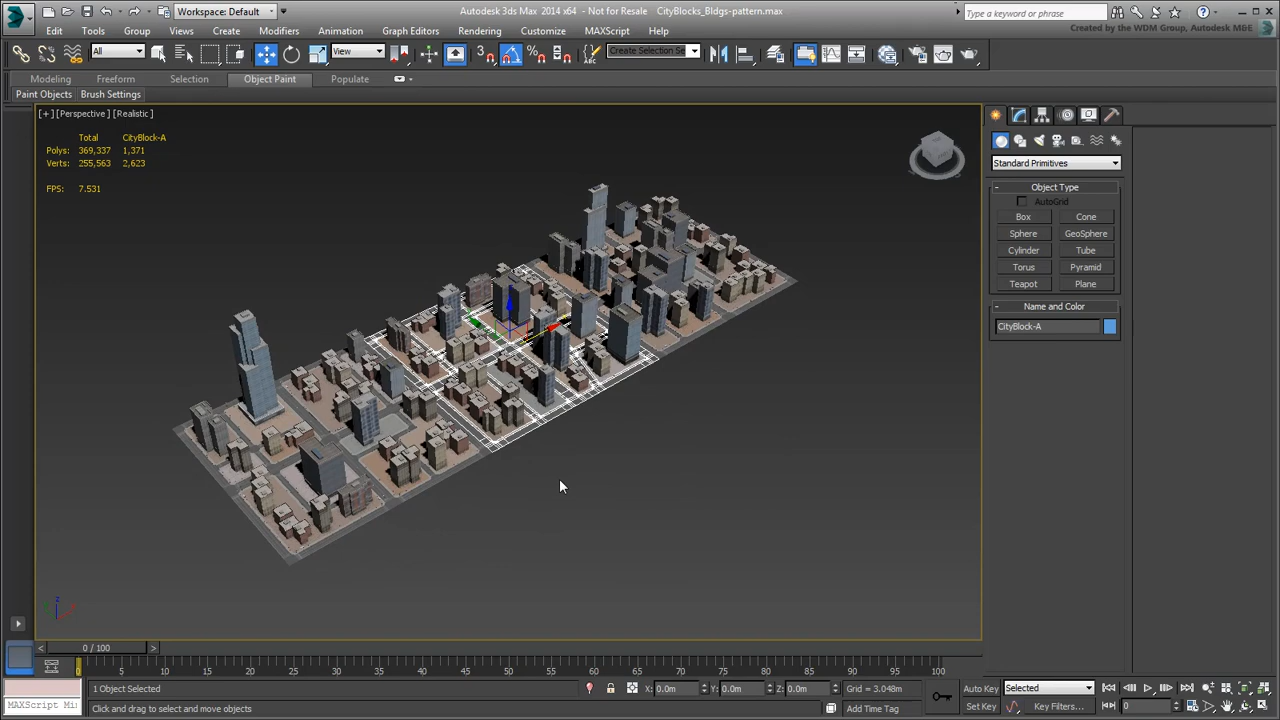 Workspace: Default
Autodesk 3ds Max 2014 x64 - Not for Resale CityBlocks_Bldgs-pattern.max
Type a keyword or phrase
Created by the WDM Group, Autodesk M&E
Edit Tools Group Views Create Modifiers Animation Graph Editors Rendering Customize MAXScript Help
All View Create Selection Se
Modeling Freeform Selection Object Paint Populate
Paint Objects Brush Settings
[+] [Perspective ] [Realistic ]
Total CityBlock-A
Polys: 369,337 1,371
Verts: 255,563 2,623
FPS: 7.531
Standard Primitives
- Object Type
AutoGrid
Box Cone
Sphere GeoSphere
Cylinder Tube
Torus Pyramid
Teapot Plane
- Name and Color
CityBlock-A
z
< 0 / 100 >
0 5 10 15 20 25 30 35 40 45 50 55 60 65 70 75 80 85 90 95 100
1 Object Selected X: 0.0m Y: 0.0m Z: 0.0m Grid = 3.048m Auto Key Selected
MAXScript Mi
Click and drag to select and move objects Add Time Tag Set Key Key Filters... 0